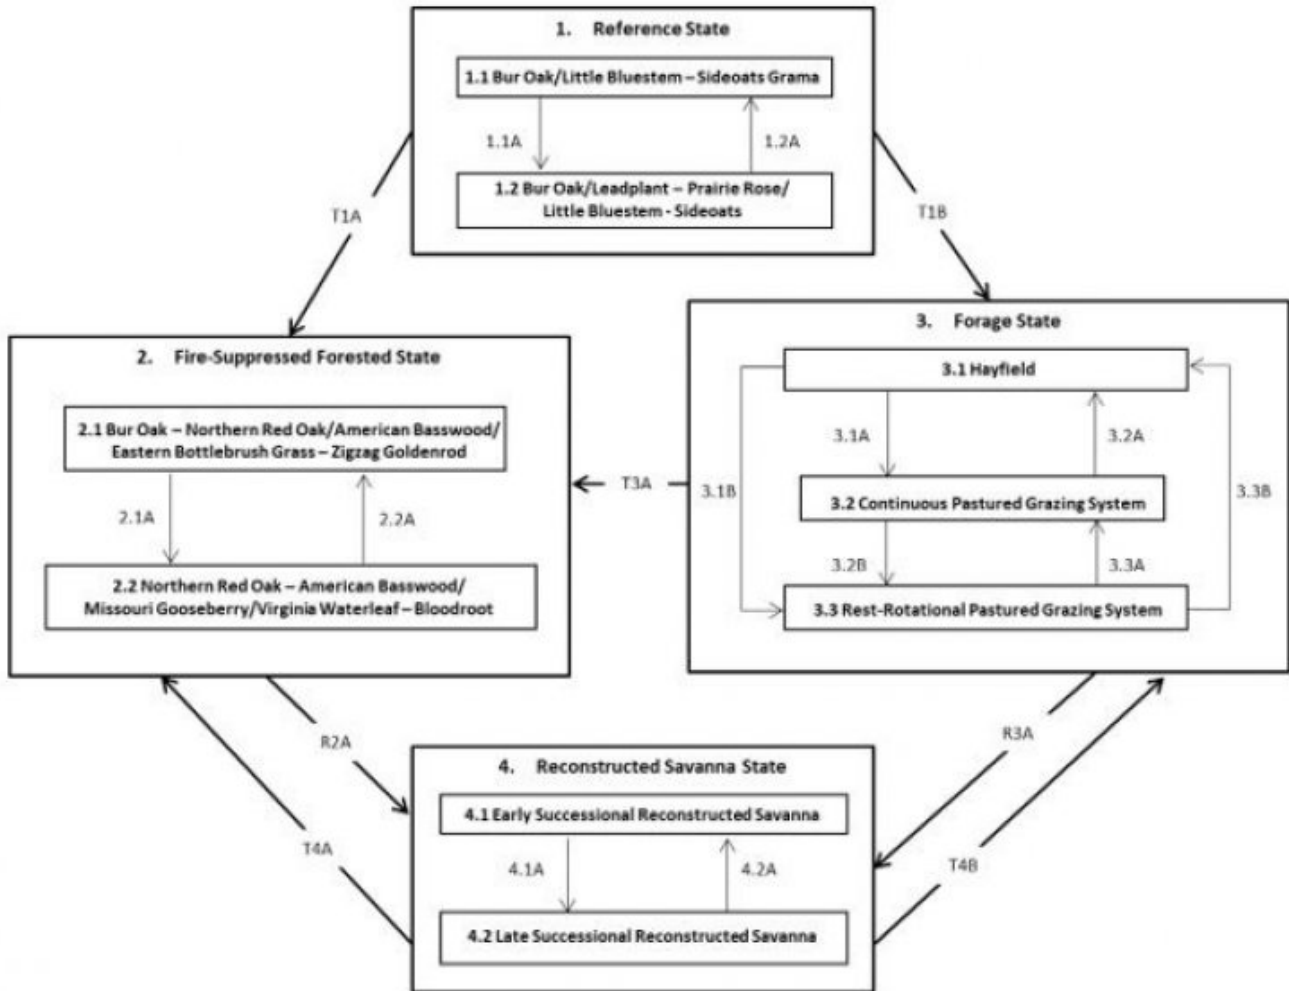 1. Reference State
1.1 Bur Oak/Little Bluestem – Sideoats Grama
1.1A
1.2A
1.2 Bur Oak/Leadplant – Prairie Rose/
Little Bluestem - Sideoats
T1A
T1B
2. Fire-Suppressed Forested State
2.1 Bur Oak – Northern Red Oak/American Basswood/
Eastern Bottlebrush Grass – Zigzag Goldenrod
2.1A
2.2A
2.2 Northern Red Oak – American Basswood/
Missouri Gooseberry/Virginia Waterleaf – Bloodroot
T3A
3. Forage State
3.1 Hayfield
3.1A
3.2A
3.1B
3.3B
3.2 Continuous Pastured Grazing System
3.2B
3.3A
3.3 Rest-Rotational Pastured Grazing System
R2A
R3A
T4A
T4B
4. Reconstructed Savanna State
4.1 Early Successional Reconstructed Savanna
4.1A
4.2A
4.2 Late Successional Reconstructed Savanna